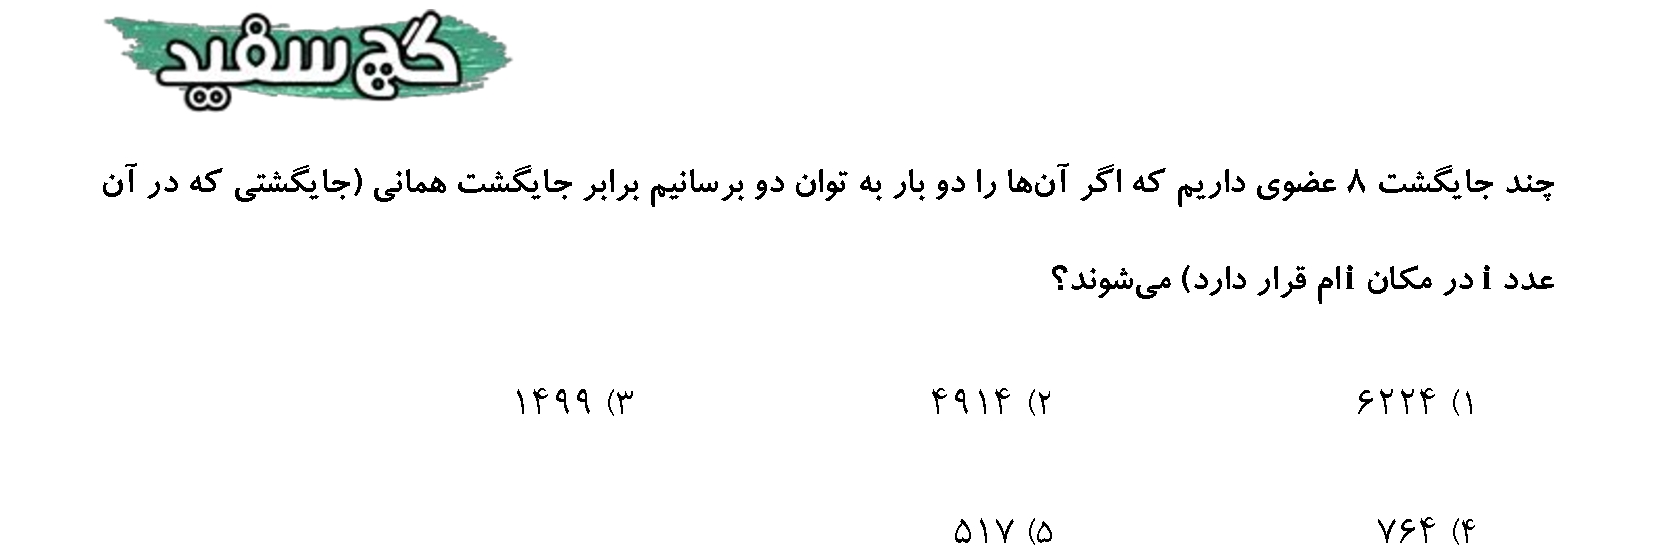 گچ سفید
چند جایگشت ۸ عضوی داریم که اگر آن‌ها را دو بار به توان دو برسانیم برابر جایگشت همانی (جایگشتی که در آن
عدد i در مکان iام قرار دارد) می‌شوند؟
۱) ۶۲۲۴ ۲) ۴۹۱۴ ۳) ۱۴۹۹
۴) ۷۶۴ ۵) ۵۱۷